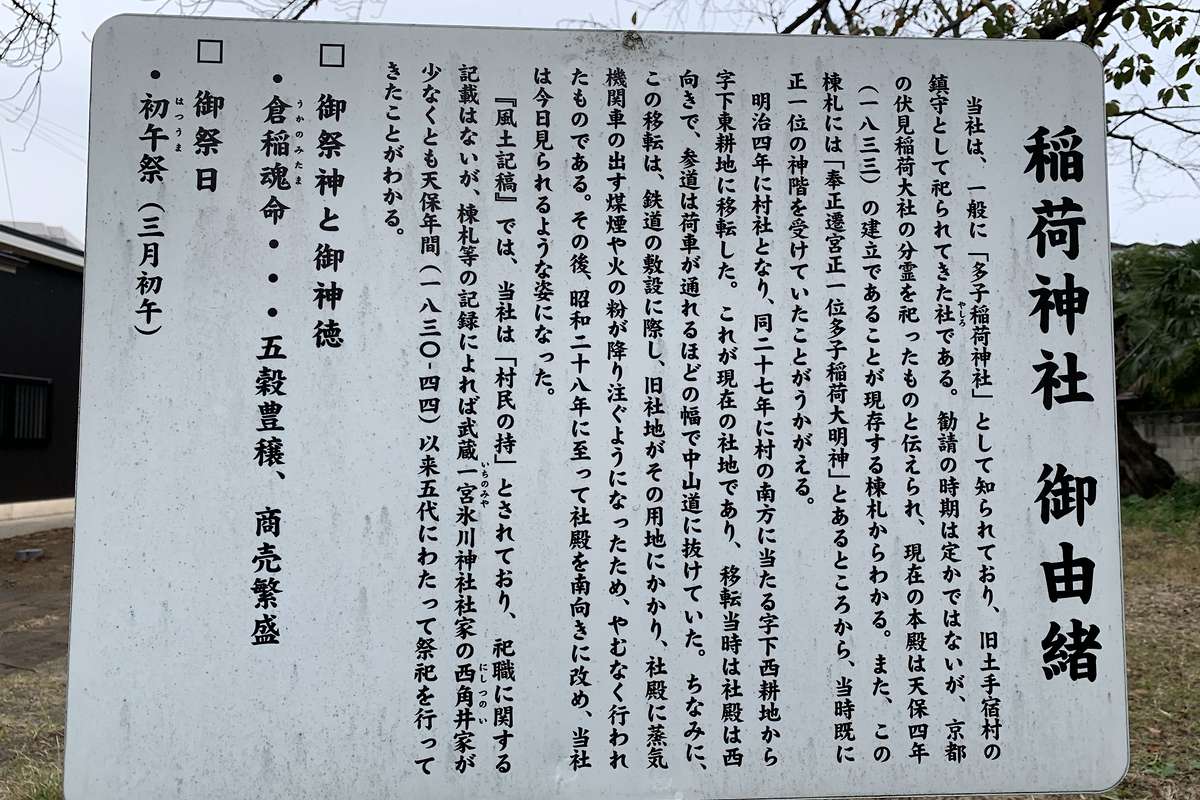 稲荷神社 御由緒
当社は、一般に「多子稲荷神社」として知られており、旧土手宿村の
鎮守として祀られてきた社である。勧請の時期は定かではないが、京都
やしろ
の伏見稲荷大社の分霊を祀ったものと伝えられ、現在の本殿は天保四年
（一八三三）の建立であることが現存する棟札からわかる。また、この
棟札には「奉正遷宮正一位多子稲荷大明神」とあるところから、当時既に
正一位の神階を受けていたことがうかがえる。
明治四年に村社となり、同二十七年に村の南方に当たる字下西耕地から
字下東耕地に移転した。これが現在の社地であり、移転当時は社殿は西
向きで、参道は荷車が通れるほどの幅で中山道に抜けていた。ちなみに、
この移転は、鉄道の敷設に際し、旧社地がその用地にかかり、社殿に蒸気
機関車の出す煤煙や火の粉が降り注ぐようになったため、やむなく行われ
たものである。その後、昭和二十八年に至って社殿を南向きに改め、当社
は今日見られるような姿になった。
『風土記稿』では、当社は「村民の持」とされており、祀職に関する
記載はないが、棟札等の記録によれば武蔵一宮氷川神社社家の西角井家が
いちのみや
にしつのい
少なくとも天保年間（一八三〇-四四）以来五代にわたって祭祀を行って
きたことがわかる。
□ 御祭神と御神徳
・倉稲魂命・・・五穀豊穣、商売繁盛
うかのみたま
□ 御祭日
・初午祭（三月初午）
はつうま